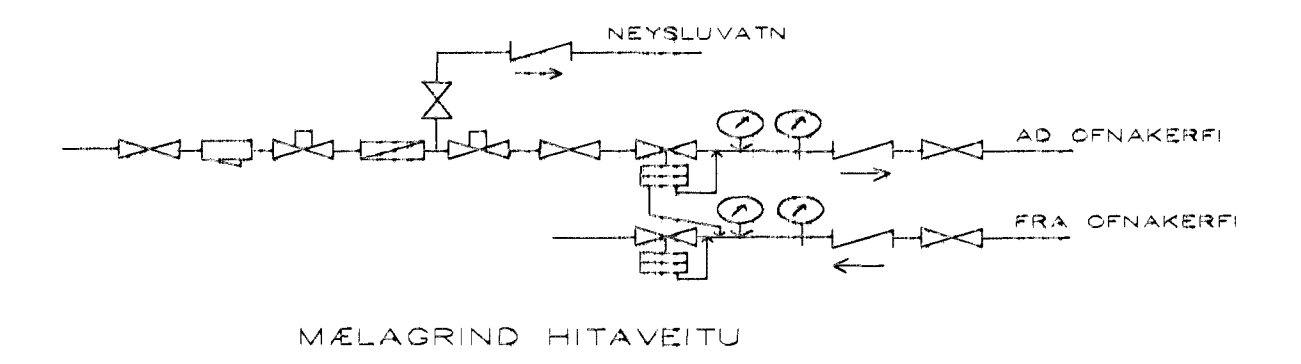 NEYSLUVATN
AD OFNAKERFI
FRA OFNAKERFI
MÆLAGRIND HITAVEITU